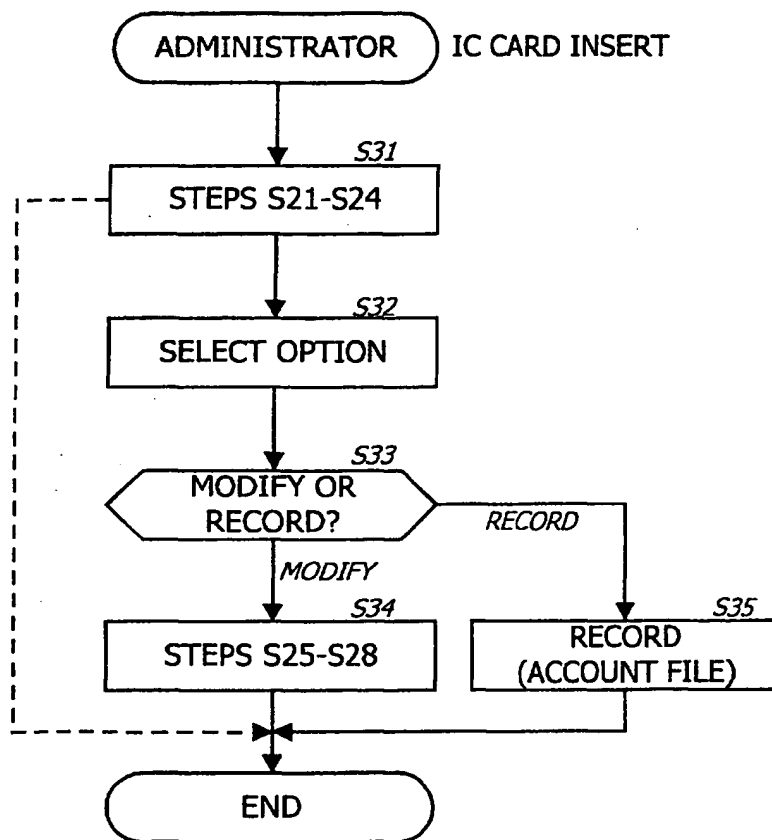 ADMINISTRATOR IC CARD INSERT
S31
STEPS S21-S24
S32
SELECT OPTION
S33
MODIFY OR
RECORD?
RECORD
MODIFY
S34
STEPS S25-S28
S35
RECORD
(ACCOUNT FILE)
END